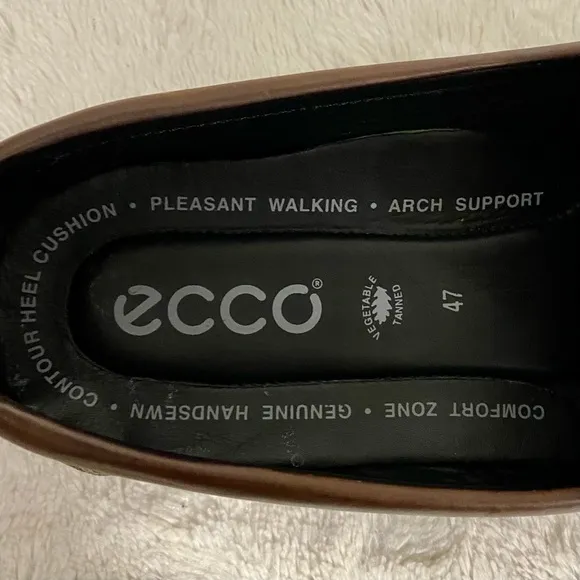 CONTOUR HEEL CUSHION • PLEASANT WALKING • ARCH SUPPORT
ecco®
VEGETABLE
TANNED
47
COMFORT ZONE • GENUINE HANDSEWN •